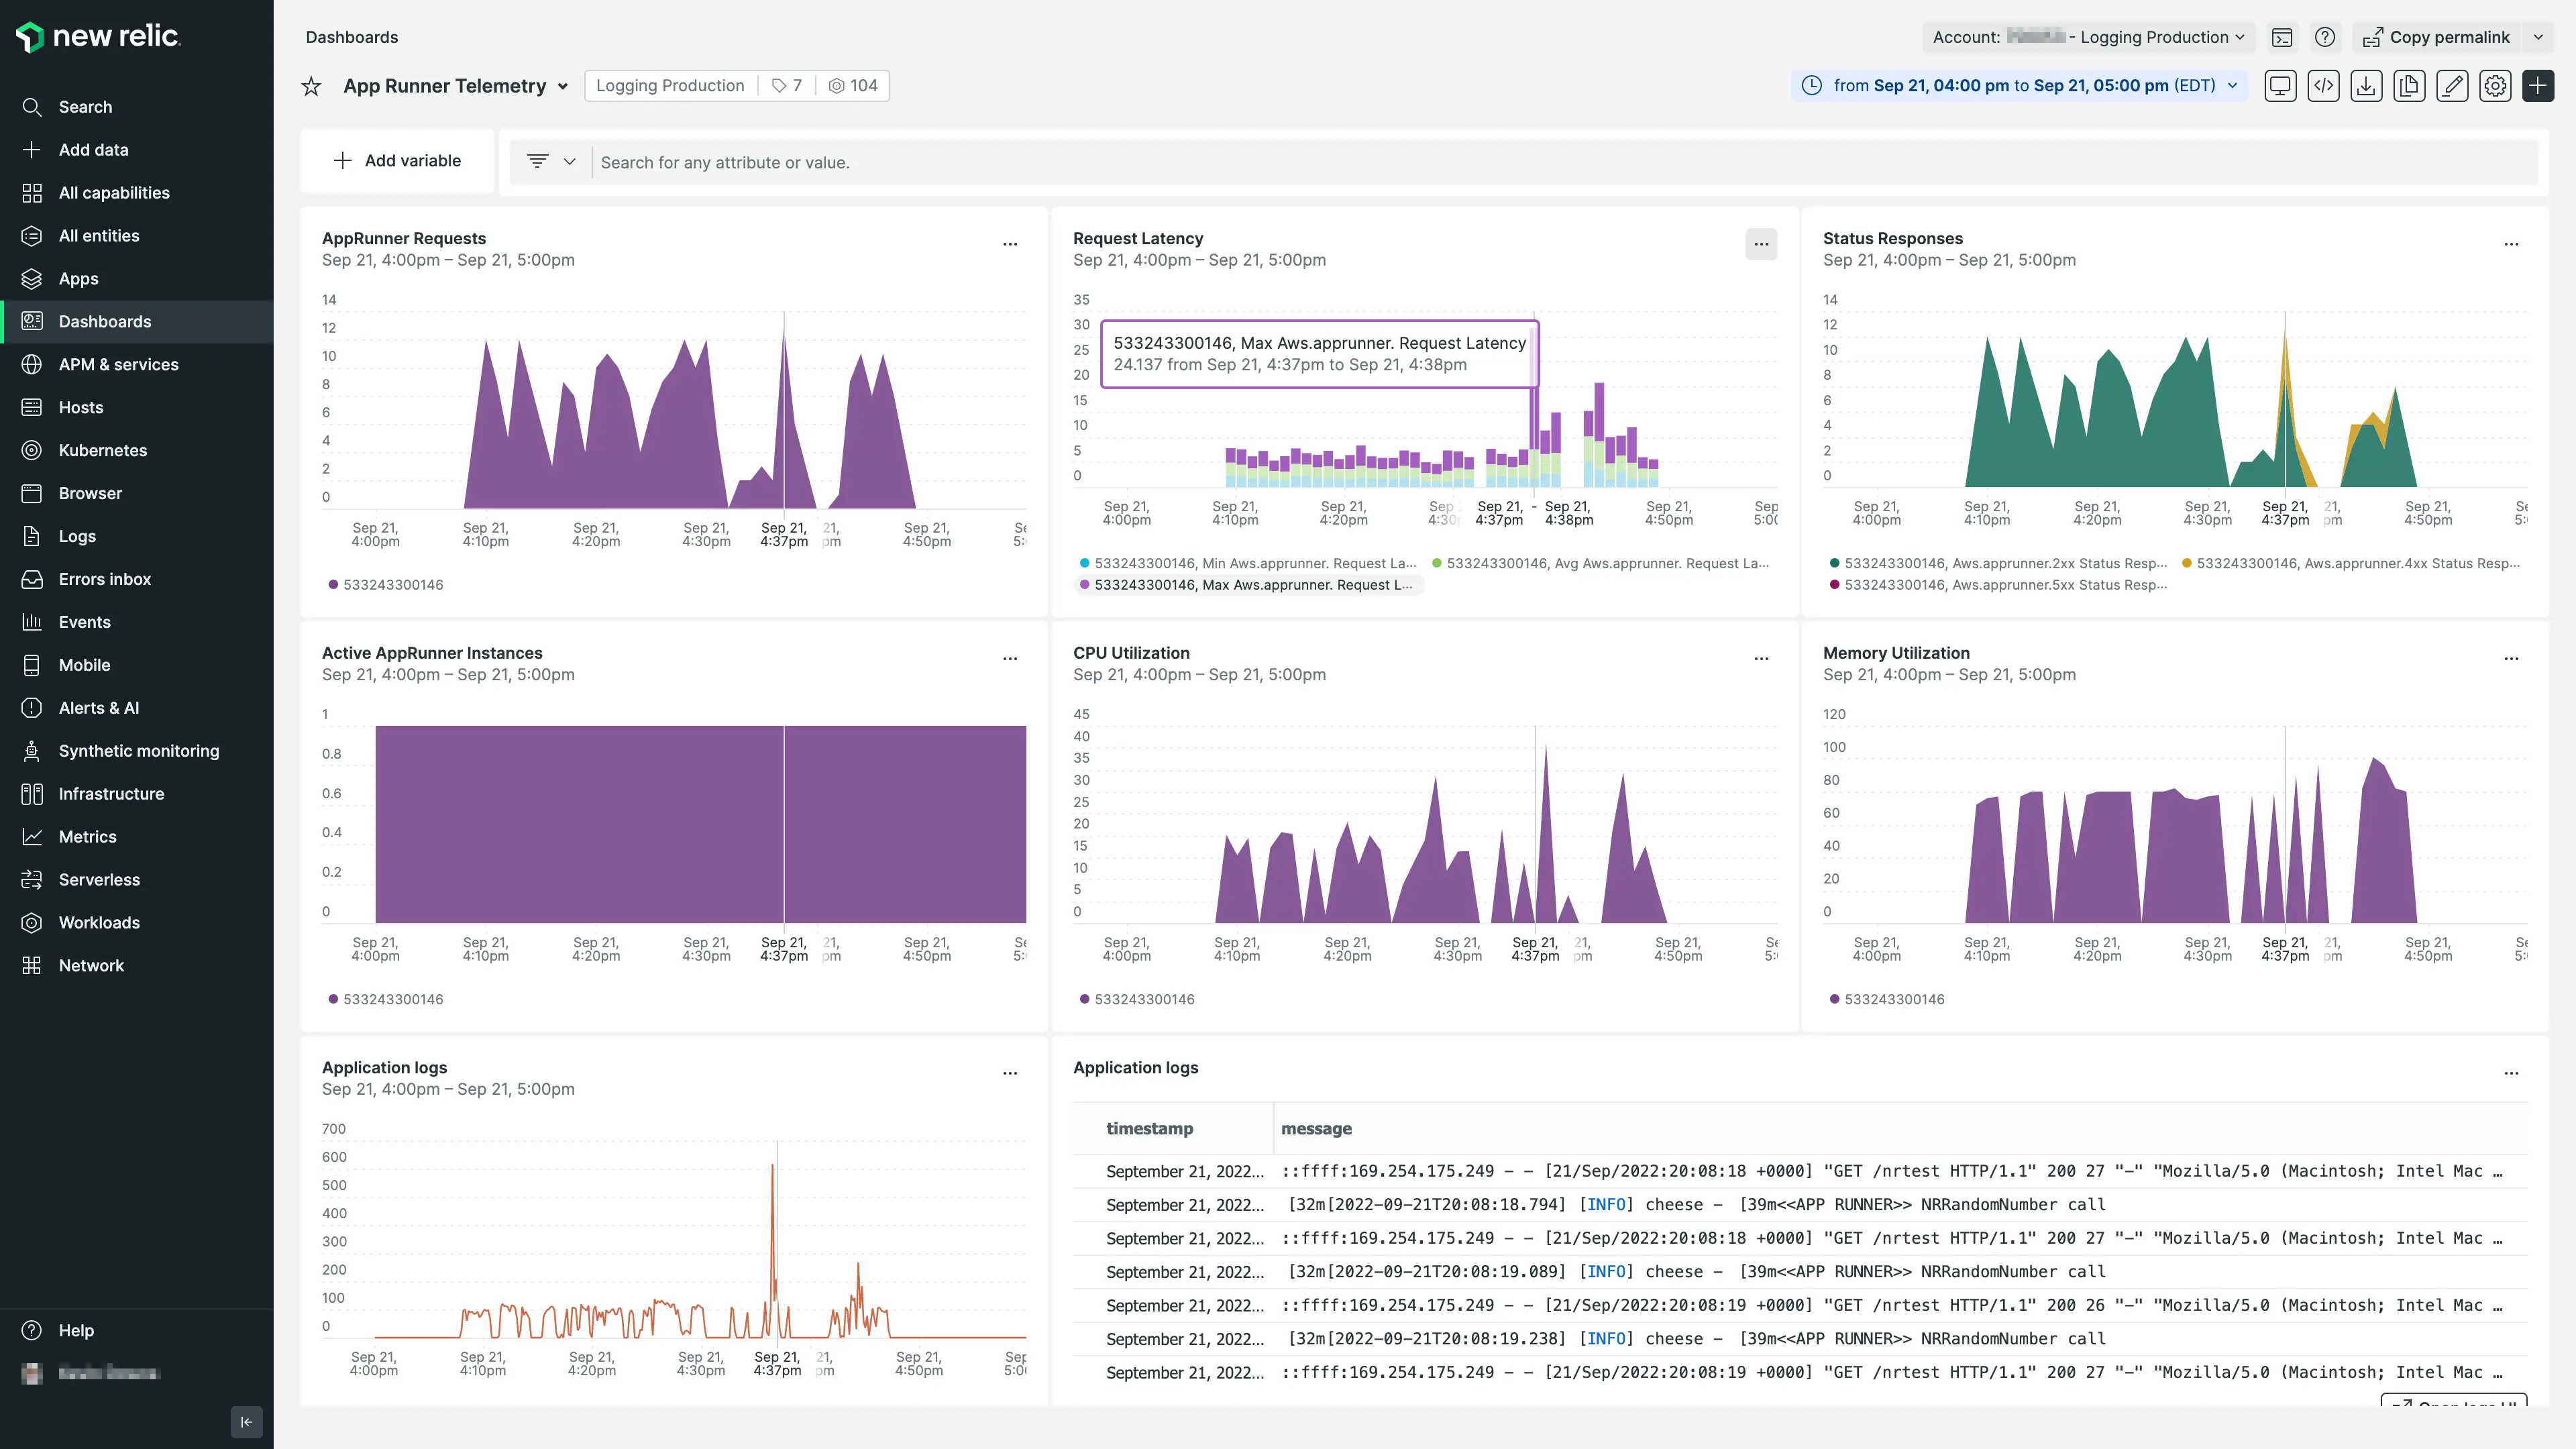 new relic.
Search
Add data
All capabilities
All entities
Apps
Dashboards
APM & services
Hosts
Kubernetes
Browser
Logs
Errors inbox
Events
Mobile
Alerts & AI
Synthetic monitoring
Infrastructure
Metrics
Serverless
Workloads
Network
Help
Dashboards
Account: - Logging Production
Copy permalink
App Runner Telemetry
Logging Production 7 104
from Sep 21, 04:00 pm to Sep 21, 05:00 pm (EDT)
Add variable
Search for any attribute or value.
AppRunner Requests
Sep 21, 4:00pm – Sep 21, 5:00pm
14
12
10
8
6
4
2
0
Sep 21, Sep 21, Sep 21, Sep 21, Sep 21, 21, Sep 21, Se
4:00pm 4:10pm 4:20pm 4:30pm 4:37pm pm 4:50pm 5:
533243300146
Request Latency
Sep 21, 4:00pm – Sep 21, 5:00pm
35
30
25
20
15
10
5
0
533243300146, Max Aws.apprunner. Request Latency
24.137 from Sep 21, 4:37pm to Sep 21, 4:38pm
Sep 21, Sep 21, Sep 21, Sep Sep 21, - Sep 21, Sep 21, Sep
4:00pm 4:10pm 4:20pm 4:30 4:37pm 4:38pm 4:50pm 5:00
533243300146, Min Aws.apprunner. Request La... 533243300146, Avg Aws.apprunner. Request La...
533243300146, Max Aws.apprunner. Request L...
Status Responses
Sep 21, 4:00pm – Sep 21, 5:00pm
14
12
10
8
6
4
2
0
Sep 21, Sep 21, Sep 21, Sep 21, Sep 21, 21, Sep 21, Se
4:00pm 4:10pm 4:20pm 4:30pm 4:37pm pm 4:50pm 5:
533243300146, Aws.apprunner.2xx Status Resp... 533243300146, Aws.apprunner.4xx Status Resp...
533243300146, Aws.apprunner.5xx Status Resp...
Active AppRunner Instances
Sep 21, 4:00pm – Sep 21, 5:00pm
1
0.8
0.6
0.4
0.2
0
Sep 21, Sep 21, Sep 21, Sep 21, Sep 21, 21, Sep 21, Se
4:00pm 4:10pm 4:20pm 4:30pm 4:37pm pm 4:50pm 5:
533243300146
CPU Utilization
Sep 21, 4:00pm – Sep 21, 5:00pm
45
40
35
30
25
20
15
10
5
0
Sep 21, Sep 21, Sep 21, Sep 21, Sep 21, 21, Sep 21, Se
4:00pm 4:10pm 4:20pm 4:30pm 4:37pm pm 4:50pm 5:
533243300146
Memory Utilization
Sep 21, 4:00pm – Sep 21, 5:00pm
120
100
80
60
40
20
0
Sep 21, Sep 21, Sep 21, Sep 21, Sep 21, 21, Sep 21, Se
4:00pm 4:10pm 4:20pm 4:30pm 4:37pm pm 4:50pm 5:
533243300146
Application logs
Sep 21, 4:00pm – Sep 21, 5:00pm
700
600
500
400
300
200
100
0
Sep 21, Sep 21, Sep 21, Sep 21, Sep 21, 21, Sep 21, Sep
4:00pm 4:10pm 4:20pm 4:30pm 4:37pm pm 4:50pm 5:00
Application logs
timestamp message
September 21, 2022... ::ffff:169.254.175.249 - - [21/Sep/2022:20:08:18 +0000] "GET /nrtest HTTP/1.1" 200 27 "-" "Mozilla/5.0 (Macintosh; Intel Mac …
September 21, 2022... [32m[2022-09-21T20:08:18.794] [INFO] cheese - [39m<<APP RUNNER>> NRRandomNumber call
September 21, 2022... ::ffff:169.254.175.249 - - [21/Sep/2022:20:08:18 +0000] "GET /nrtest HTTP/1.1" 200 27 "-" "Mozilla/5.0 (Macintosh; Intel Mac …
September 21, 2022... [32m[2022-09-21T20:08:19.089] [INFO] cheese - [39m<<APP RUNNER>> NRRandomNumber call
September 21, 2022... ::ffff:169.254.175.249 - - [21/Sep/2022:20:08:19 +0000] "GET /nrtest HTTP/1.1" 200 26 "-" "Mozilla/5.0 (Macintosh; Intel Mac …
September 21, 2022... [32m[2022-09-21T20:08:19.238] [INFO] cheese - [39m<<APP RUNNER>> NRRandomNumber call
September 21, 2022... ::ffff:169.254.175.249 - - [21/Sep/2022:20:08:19 +0000] "GET /nrtest HTTP/1.1" 200 27 "-" "Mozilla/5.0 (Macintosh; Intel Mac …